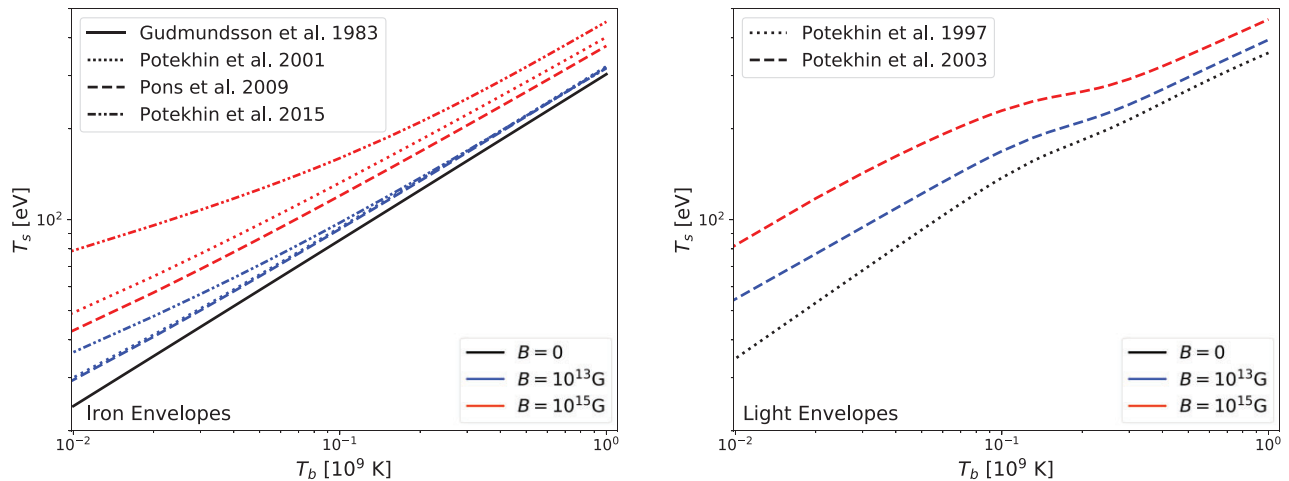 Gudmundsson et al. 1983
Potekhin et al. 2001
Pons et al. 2009
Potekhin et al. 2015
T_s [eV]
10^2
B = 0
B = 10^13G
B = 10^15G
Iron Envelopes
10^−2
10^−1
10^0
T_b [10^9 K]
Potekhin et al. 1997
Potekhin et al. 2003
T_s [eV]
10^2
B = 0
B = 10^13G
B = 10^15G
Light Envelopes
10^−2
10^−1
10^0
T_b [10^9 K]